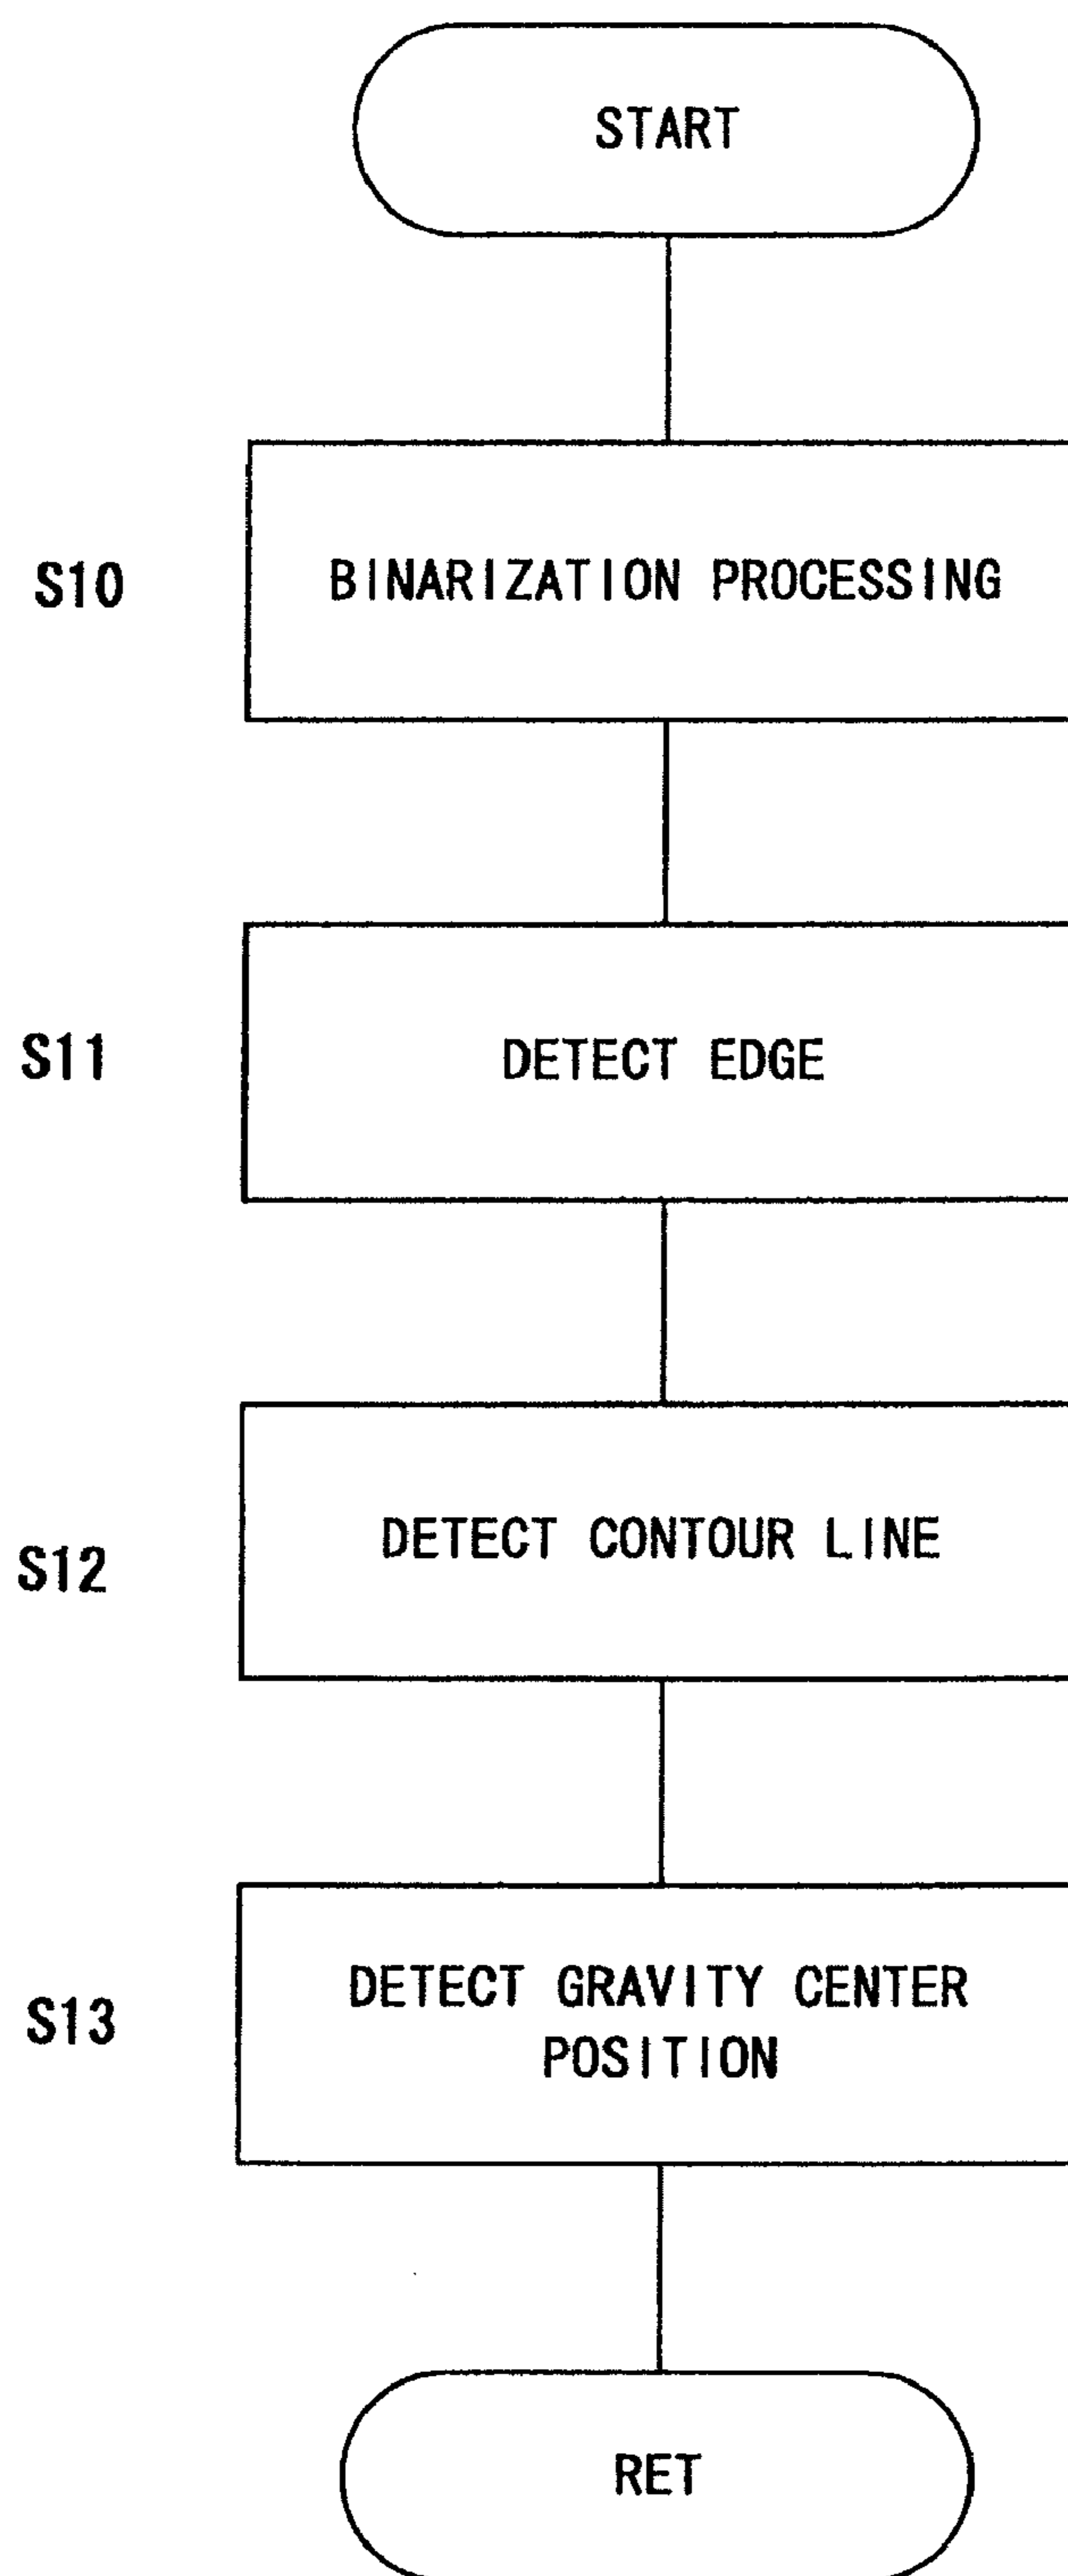 START
S10
BINARIZATION PROCESSING
S11
DETECT EDGE
S12
DETECT CONTOUR LINE
S13
DETECT GRAVITY CENTER
POSITION
RET